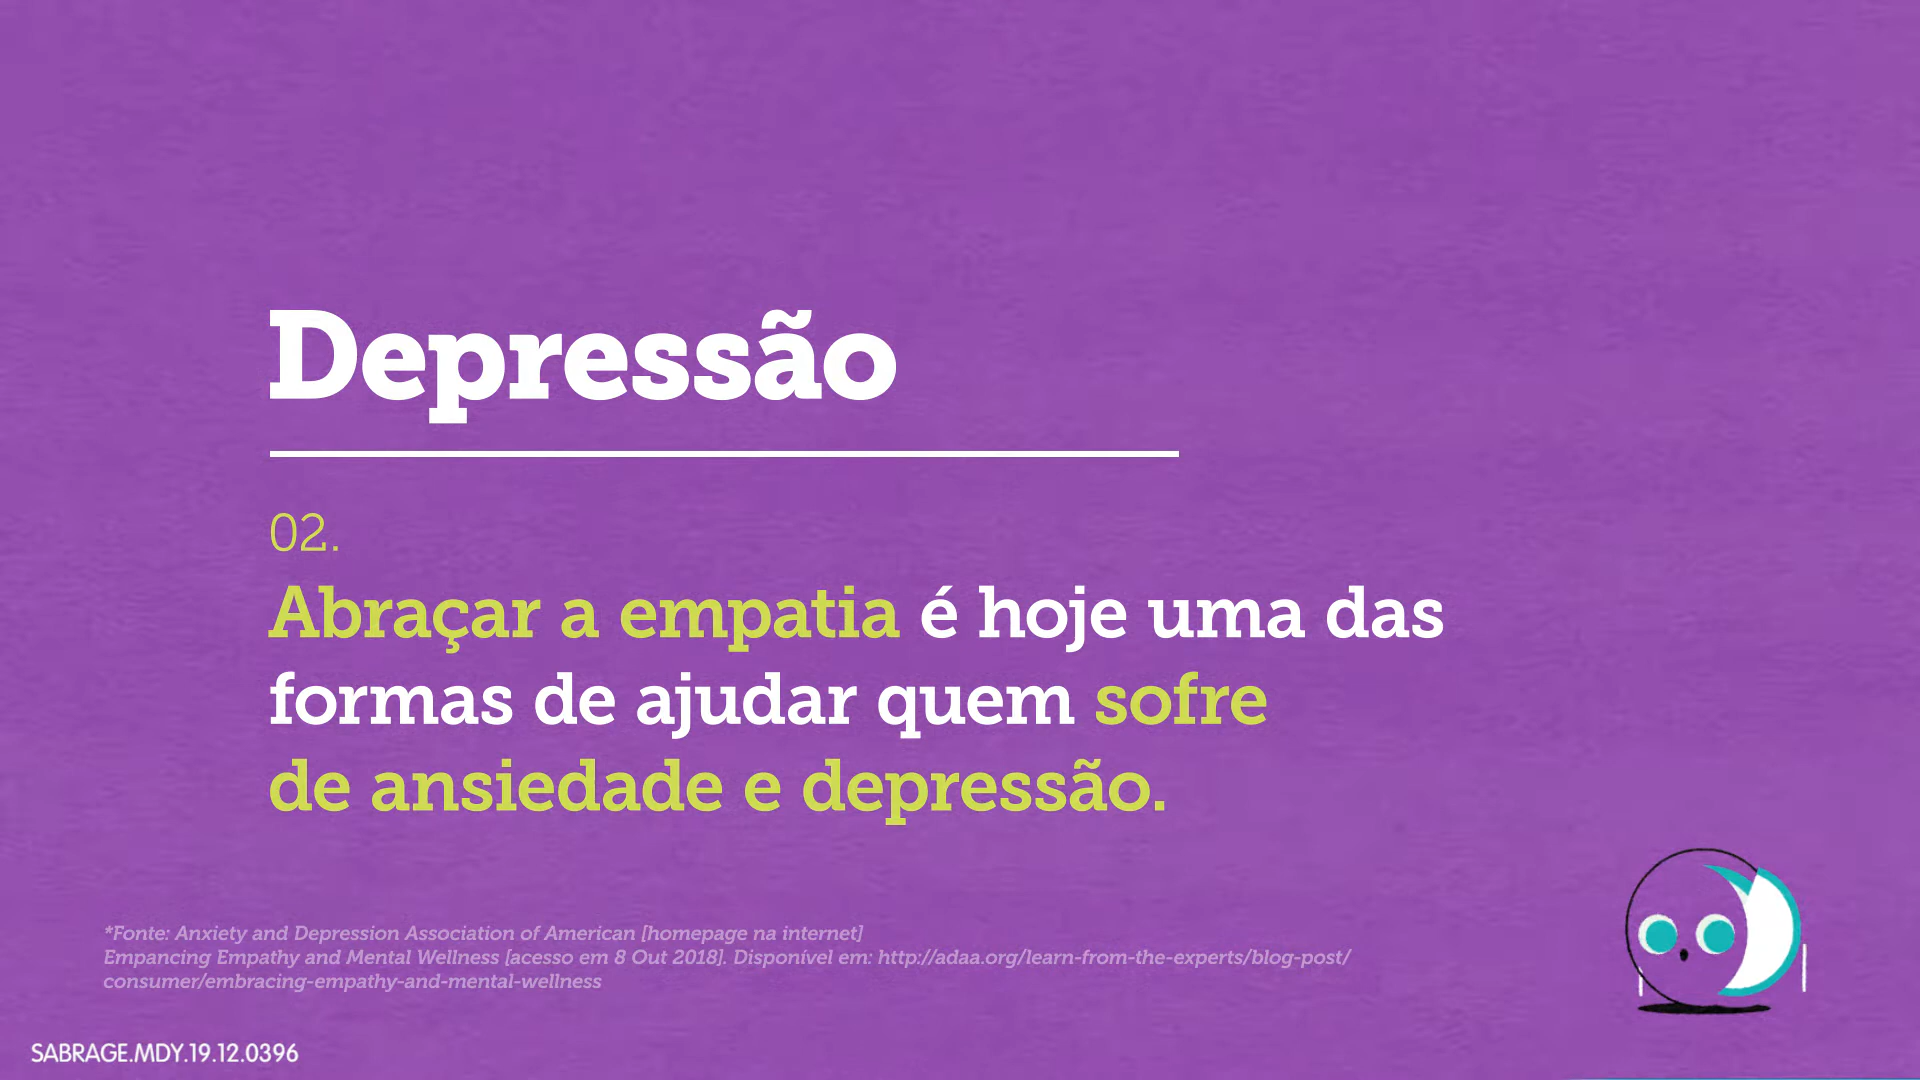 Depressão
02.
Abraçar a empatia é hoje uma das
formas de ajudar quem sofre
de ansiedade e depressão.
*Fonte: Anxiety and Depression Association of American [homepage na internet]
Empancing Empathy and Mental Wellness [acesso em 8 Out 2018]. Disponível em: http://adaa.org/learn-from-the-experts/blog-post/
consumer/embracing-empathy-and-mental-wellness
SABRAGE.MDY.19.12.0396